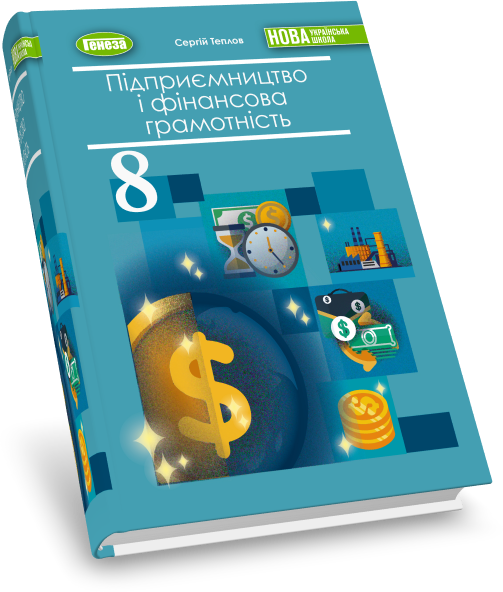 Генеза
Сергій Теплов
НОВА УКРАЇНСЬКА
ШКОЛА
Підприємництво
і фінансова
грамотність
8
$
$
$
$
$